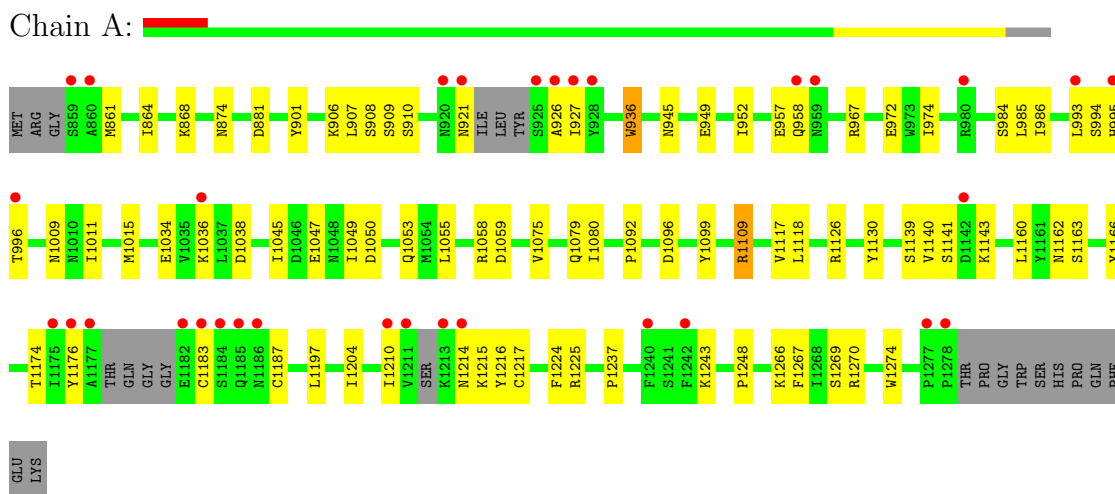 Chain A:
MET ARG GLY S859 A860 M861 I864 K868 N874 D881 Y901 K906 L907 S908 S909 S910 N920 N921 ILE LEU TYR S925 A926 I927 Y928 W936 N945 E949 I952 E957 Q958 N959 R967 E972 W973 I974 R980 S984 L985 I986 L993 S994
T996 N1009 N1010 I1011 M1015 E1034 V1035 K1036 L1037 D1038 I1045 D1046 E1047 N1048 I1049 D1050 Q1053 M1054 L1055 R1058 D1059 V1075 Q1079 I1080 P1092 D1096 Y1099 R1109 V1117 L1118 R1126 Y1130 S1139 V1140 S1141 D1142 K1143 L1160 Y1161 N1162 S1163
T1174 I1175 Y1176 A1177 THR GLN GLY GLY E1182 C1183 S1184 Q1185 N1186 C1187 L1197 I1204 I1210 V1211 SER K1213 N1214 K1215 Y1216 C1217 F1224 R1225 P1237 F1240 S1241 F1242 K1243 P1248 K1266 F1267 I1268 S1269 R1270 W1274 P1277 P1278 THR PRO GLY TRP SER HIS PRO GLN PHE
GLU LYS